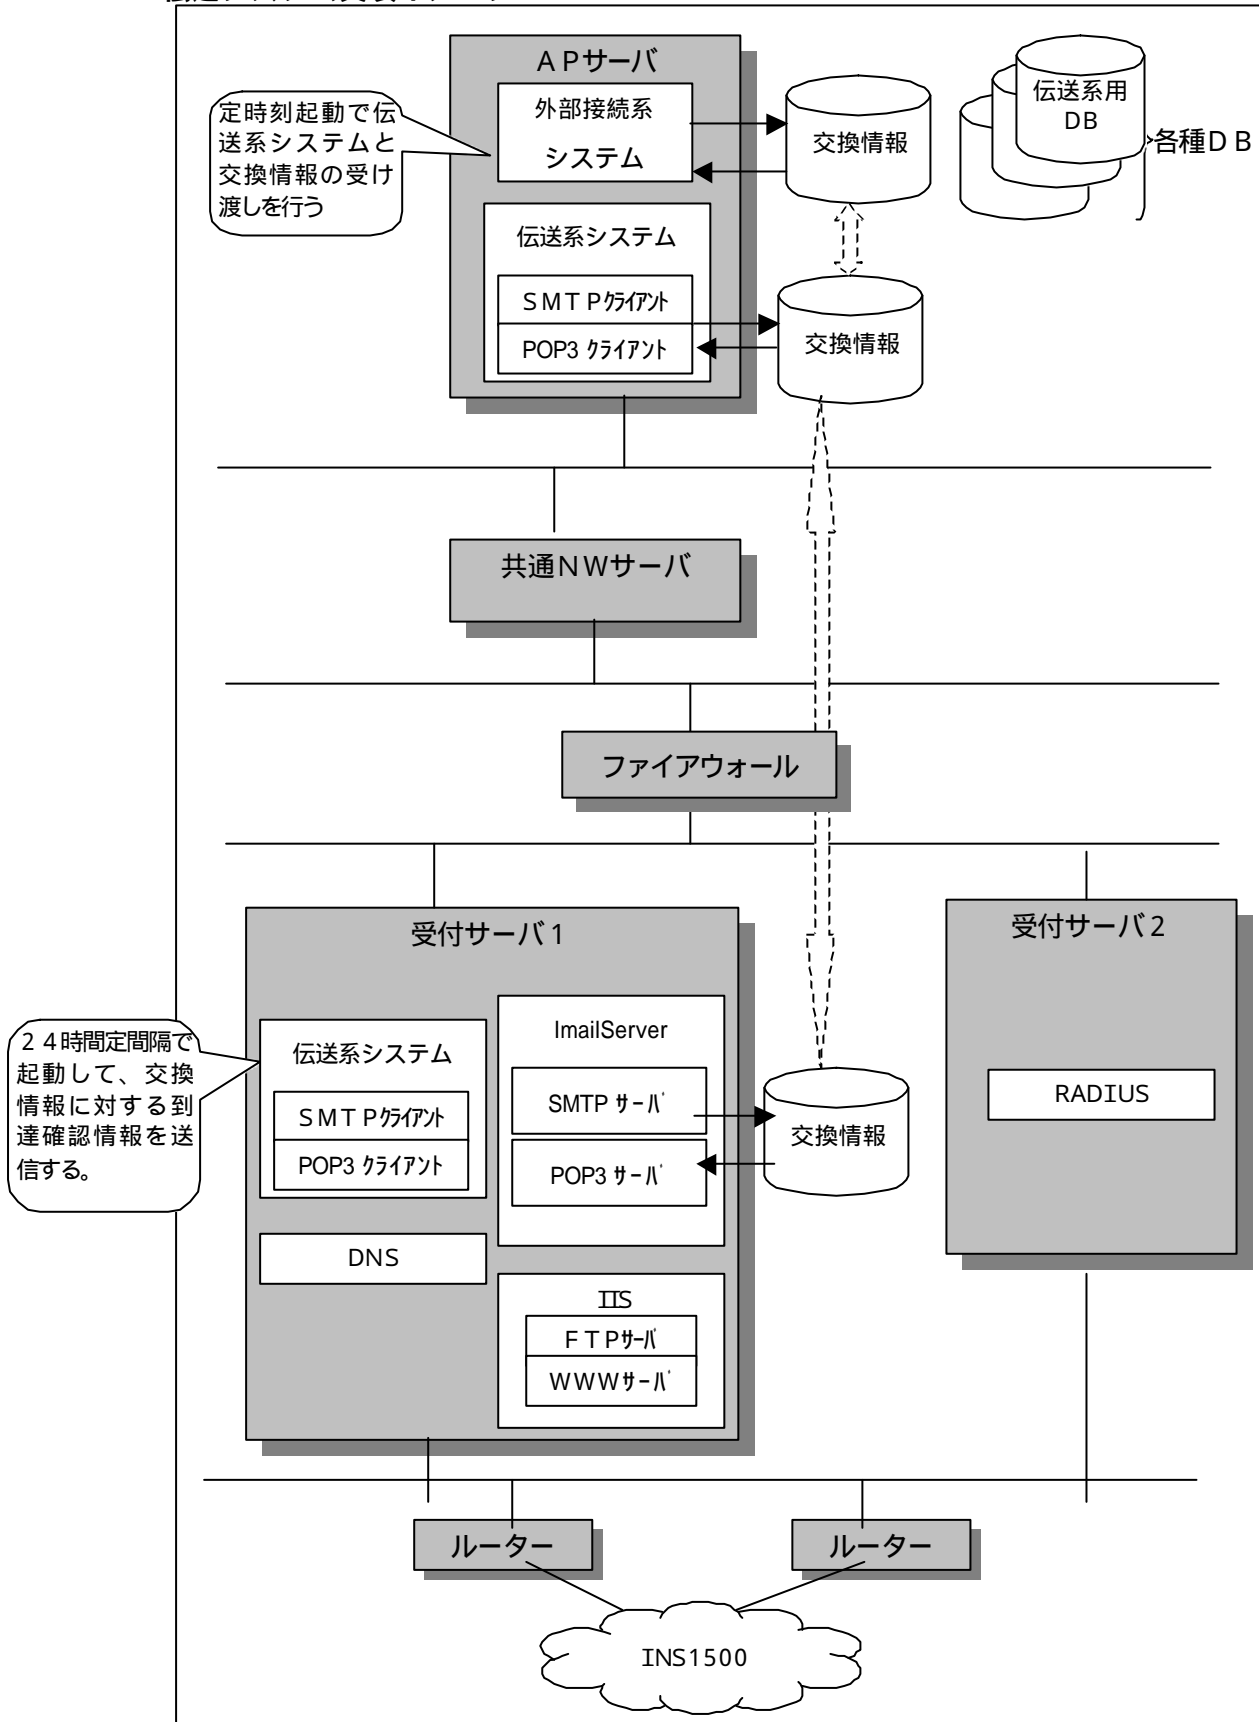 ＡＰサーバ
外部接続系
システム
定時刻起動で伝
送系システムと
交換情報の受け
渡しを行う
交換情報
伝送系用
DB
各種ＤＢ
伝送系システム
ＳＭＴＰｸﾗｲｱﾝﾄ
POP3 ｸﾗｲｱﾝﾄ
交換情報
共通ＮＷサーバ
ファイアウォール
受付サーバ1
受付サーバ2
２４時間定間隔で
起動して、交換
情報に対する到
達確認情報を送
信する。
伝送系システム
ＳＭＴＰｸﾗｲｱﾝﾄ
POP3 ｸﾗｲｱﾝﾄ
DNS
ImailServer
SMTP ｻｰﾊﾞ
POP3 ｻｰﾊﾞ
交換情報
RADIUS
IIS
ＦＴＰｻｰﾊﾞ
ＷＷＷｻｰﾊﾞ
ルーター
ルーター
INS1500